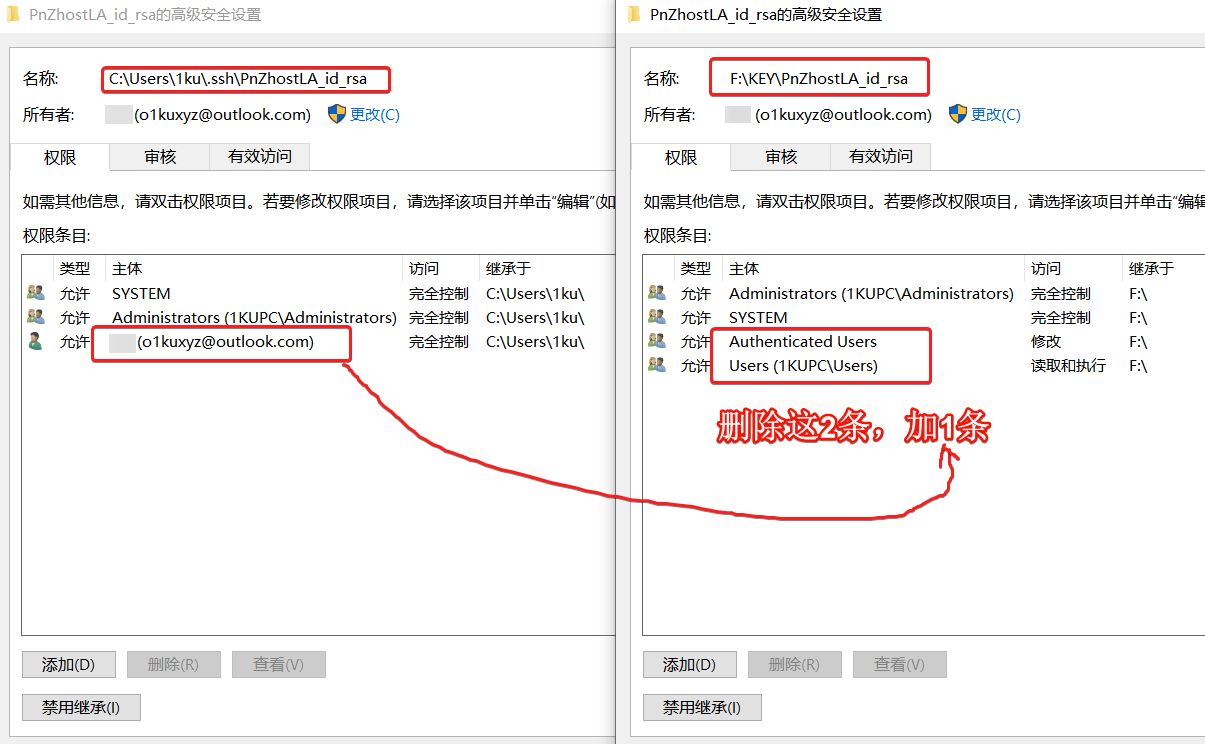 PnZhostLA_id_rsa的高级安全设置
名称:
C:\Users\1ku\.ssh\PnZhostLA_id_rsa
所有者:
(o1kuxyz@outlook.com)
更改(C)
权限
审核
有效访问
如需其他信息，请双击权限项目。若要修改权限项目，请选择该项目并单击“编辑”(如
权限条目:
类型 主体 访问 继承于
允许 SYSTEM 完全控制 C:\Users\1ku\
允许 Administrators (1KUPC\Administrators) 完全控制 C:\Users\1ku\
允许 (o1kuxyz@outlook.com) 完全控制 C:\Users\1ku\
添加(D)
删除(R)
查看(V)
禁用继承(I)
PnZhostLA_id_rsa的高级安全设置
名称:
F:\KEY\PnZhostLA_id_rsa
所有者:
(o1kuxyz@outlook.com)
更改(C)
权限
审核
有效访问
如需其他信息，请双击权限项目。若要修改权限项目，请选择该项目并单击“编辑
权限条目:
类型 主体 访问 继承于
允许 Administrators (1KUPC\Administrators) 完全控制 F:\
允许 SYSTEM 完全控制 F:\
允许 Authenticated Users 修改 F:\
允许 Users (1KUPC\Users) 读取和执行 F:\
删除这2条，加1条
添加(D)
删除(R)
查看(V)
禁用继承(I)